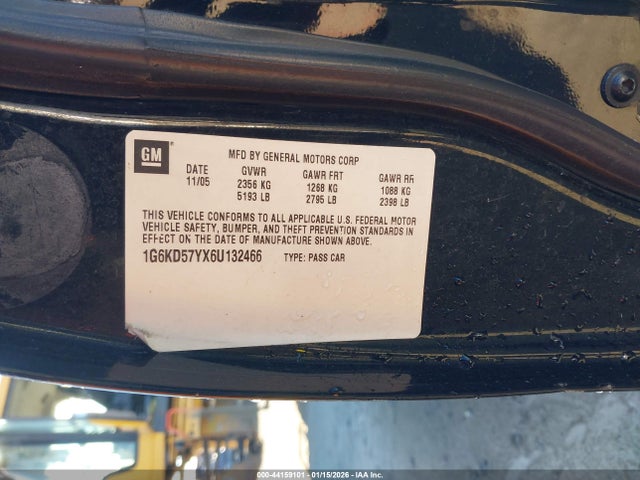 GM
MFD BY GENERAL MOTORS CORP
DATE GVWR GAWR FRT GAWR RR
11/05 2356 KG 1268 KG 1088 KG
5193 LB 2795 LB 2398 LB
THIS VEHICLE CONFORMS TO ALL APPLICABLE U.S. FEDERAL MOTOR
VEHICLE SAFETY, BUMPER, AND THEFT PREVENTION STANDARDS
IN EFFECT ON THE DATE OF MANUFACTURE SHOWN ABOVE.
1G6KD57YX6U132466 TYPE: PASS CAR
000-44159101 - 01/15/2026 - IAA Inc.